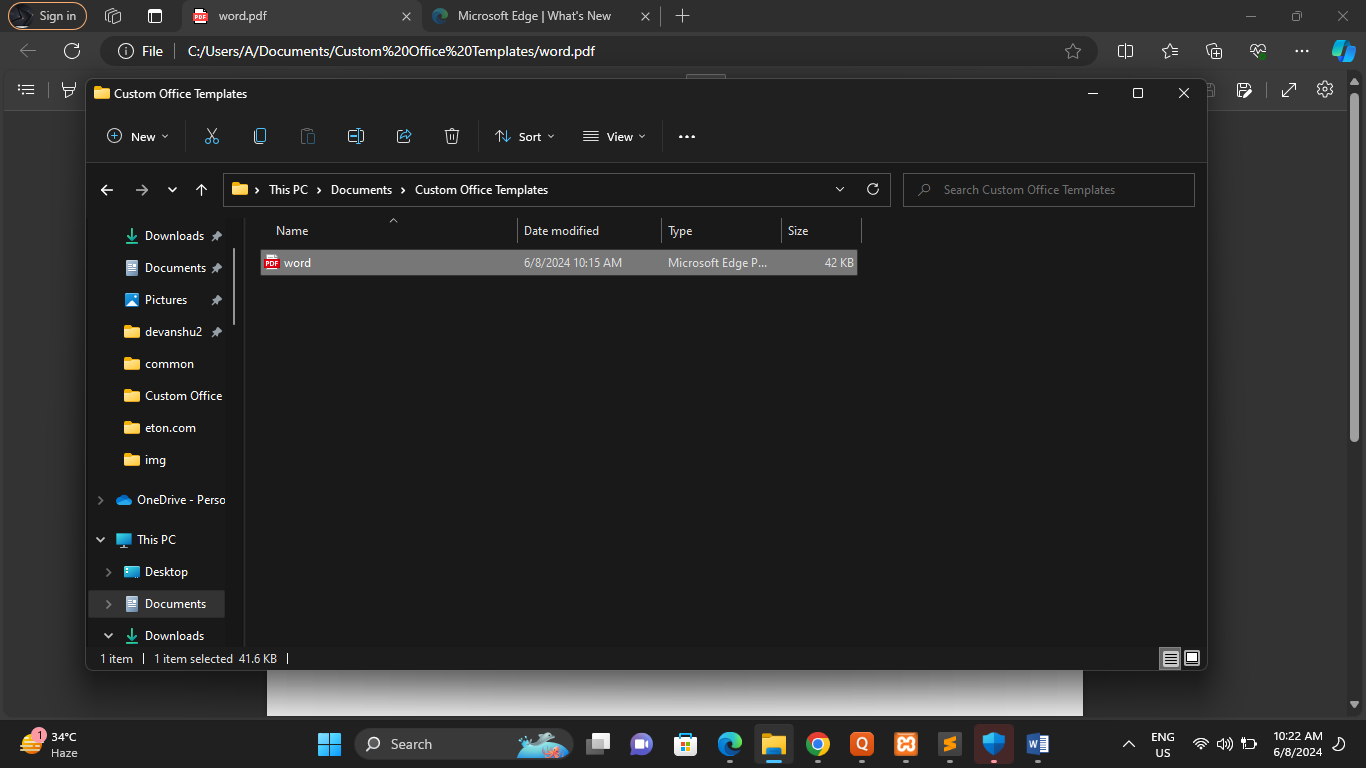 Sign in
word.pdf
Microsoft Edge | What's New
File
C:/Users/A/Documents/Custom%20Office%20Templates/word.pdf
Custom Office Templates
New
Sort
View
This PC
Documents
Custom Office Templates
Search Custom Office Templates
Name
Date modified
Type
Size
PDF
word
6/8/2024 10:15 AM
Microsoft Edge P...
42 KB
Downloads
Documents
Pictures
devanshu2
common
Custom Office
eton.com
img
OneDrive - Perso
This PC
Desktop
Documents
Downloads
1 item
1 item selected 41.6 KB
1
34°C
Haze
Search
ENG
US
10:22 AM
6/8/2024